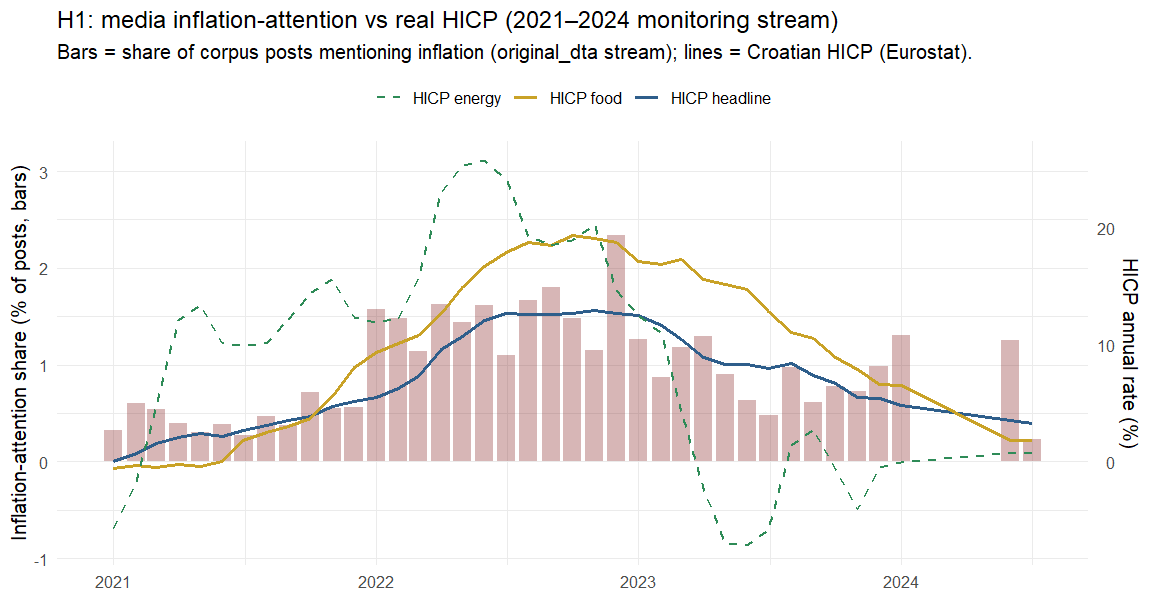 H1: media inflation-attention vs real HICP (2021–2024 monitoring stream)
Bars = share of corpus posts mentioning inflation (original_dta stream); lines = Croatian HICP (Eurostat).
HICP energy HICP food HICP headline
Inflation-attention share (% of posts, bars)
3
2
1
0
-1
20
10
0
HICP annual rate (%)
2021 2022 2023 2024